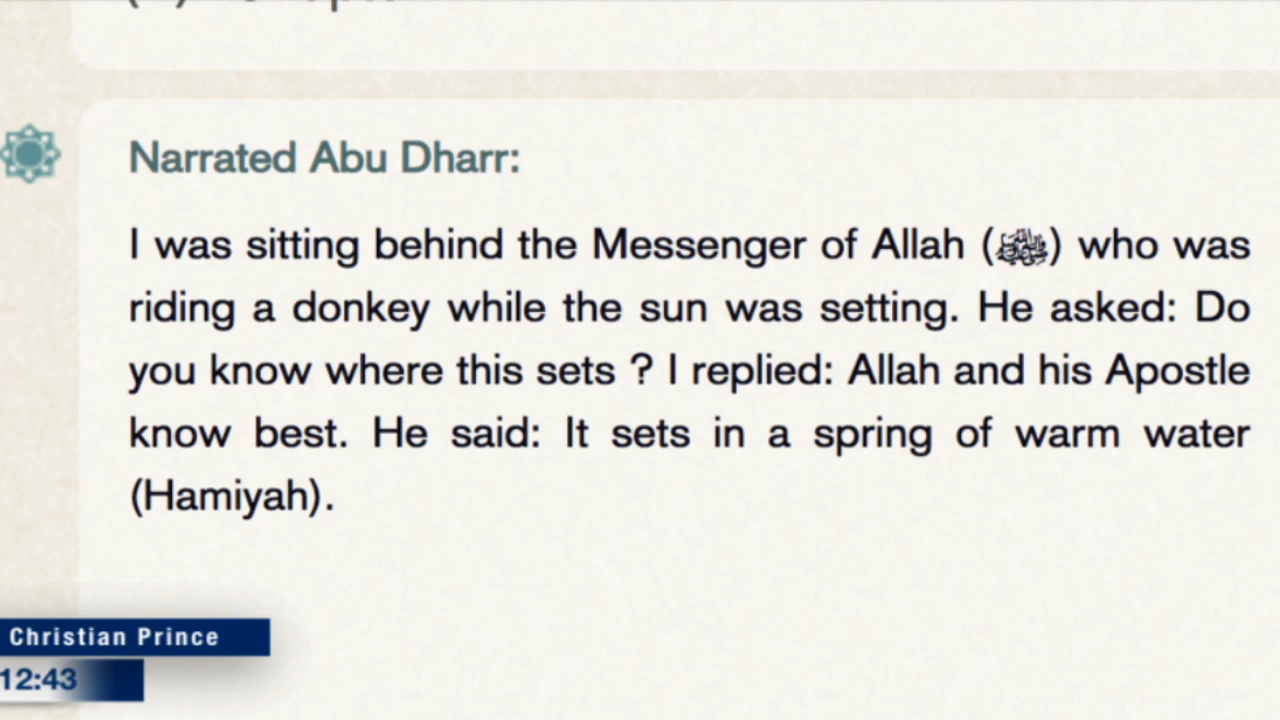 Narrated Abu Dharr:
I was sitting behind the Messenger of Allah (ﷺ) who was
riding a donkey while the sun was setting. He asked: Do
you know where this sets ? I replied: Allah and his Apostle
know best. He said: It sets in a spring of warm water
(Hamiyah).
Christian Prince
12:43